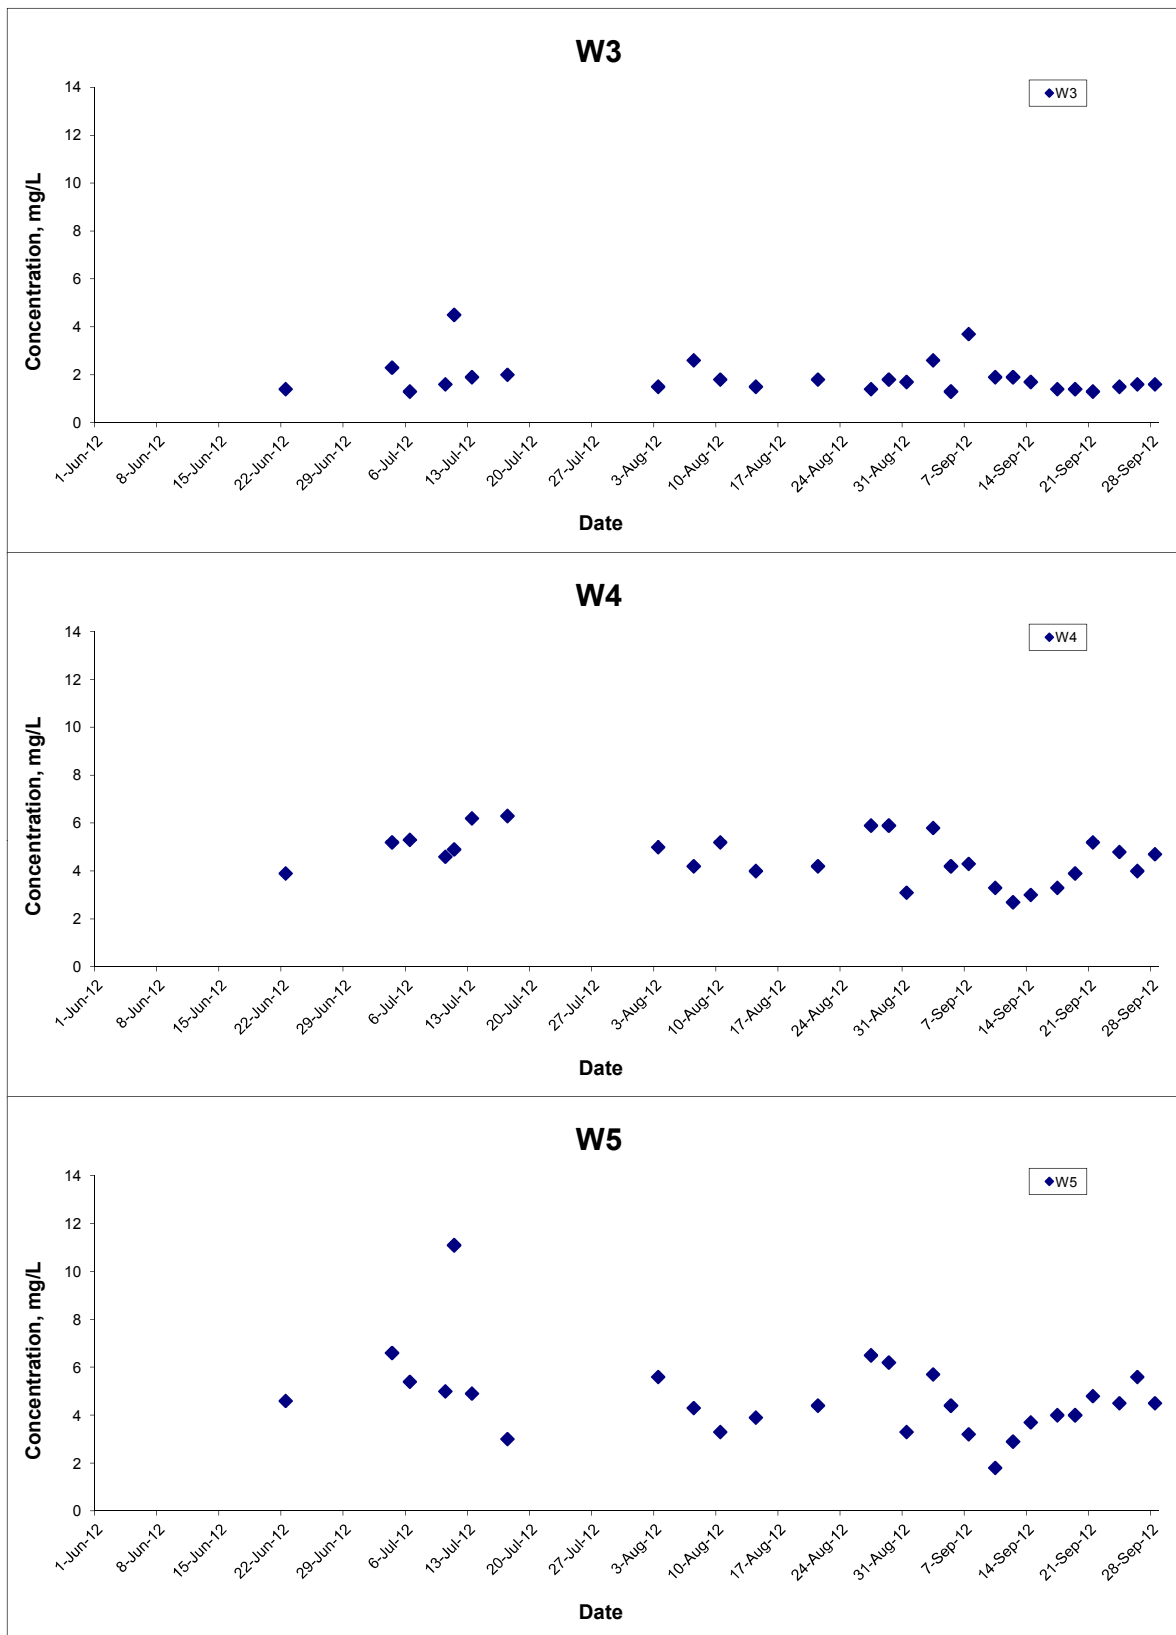 W3
W3
Concentration, mg/L
14
12
10
8
6
4
2
0
1-Jun-12
8-Jun-12
15-Jun-12
22-Jun-12
29-Jun-12
6-Jul-12
13-Jul-12
20-Jul-12
27-Jul-12
3-Aug-12
10-Aug-12
17-Aug-12
24-Aug-12
31-Aug-12
7-Sep-12
14-Sep-12
21-Sep-12
28-Sep-12
Date
W4
W4
Concentration, mg/L
14
12
10
8
6
4
2
0
1-Jun-12
8-Jun-12
15-Jun-12
22-Jun-12
29-Jun-12
6-Jul-12
13-Jul-12
20-Jul-12
27-Jul-12
3-Aug-12
10-Aug-12
17-Aug-12
24-Aug-12
31-Aug-12
7-Sep-12
14-Sep-12
21-Sep-12
28-Sep-12
Date
W5
W5
Concentration, mg/L
14
12
10
8
6
4
2
0
1-Jun-12
8-Jun-12
15-Jun-12
22-Jun-12
29-Jun-12
6-Jul-12
13-Jul-12
20-Jul-12
27-Jul-12
3-Aug-12
10-Aug-12
17-Aug-12
24-Aug-12
31-Aug-12
7-Sep-12
14-Sep-12
21-Sep-12
28-Sep-12
Date